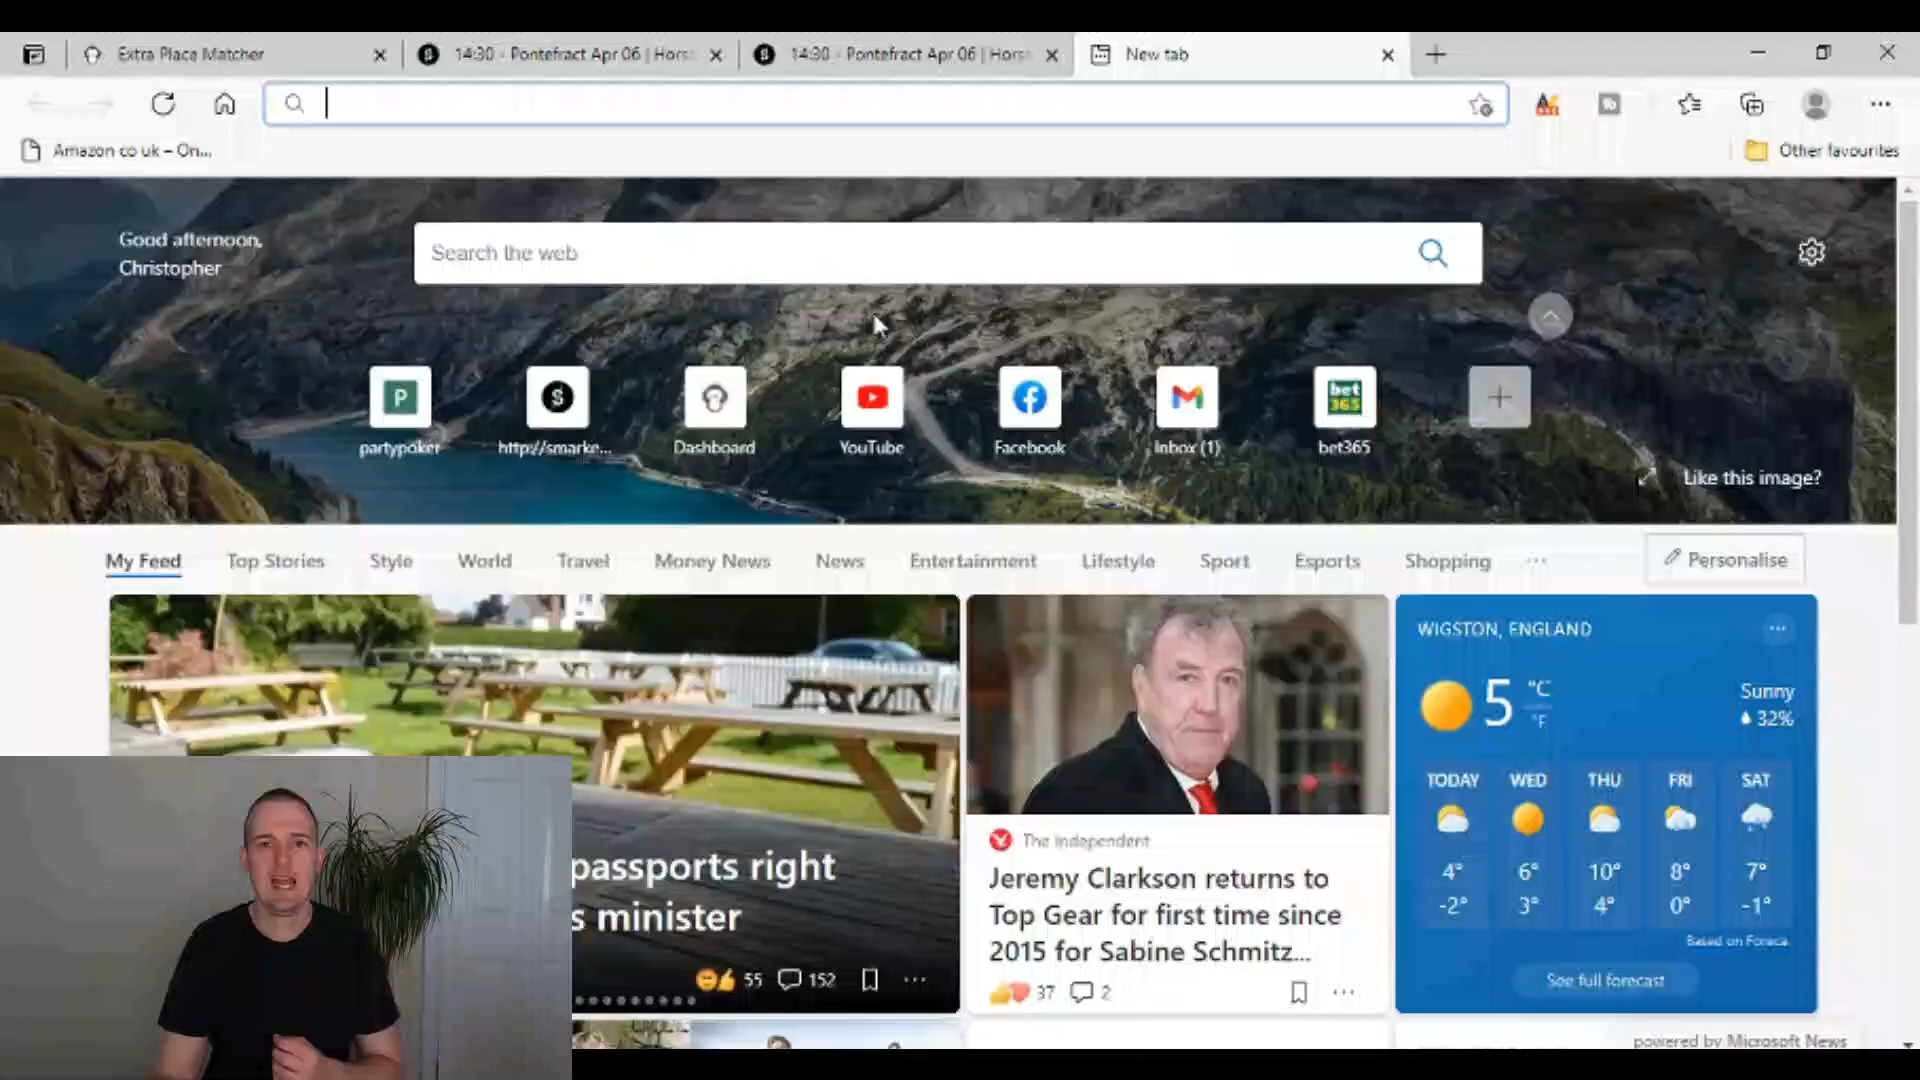 Extra Place Matcher
14:30 - Pontefract Apr 06 | Hors
14:30 - Pontefract Apr 06 | Hors
New tab
Amazon co uk – On...
Other favourites
Good afternoon,
Christopher
Search the web
P
S
bet
365
partypoker
http://smarke...
Dashboard
YouTube
Facebook
Inbox (1)
bet365
Like this image?
My Feed
Top Stories
Style
World
Travel
Money News
News
Entertainment
Lifestyle
Sport
Esports
Shopping
Personalise
passports right
s minister
55
152
The Independent
Jeremy Clarkson returns to
Top Gear for first time since
2015 for Sabine Schmitz...
37
2
WIGSTON, ENGLAND
5
°C
°F
Sunny
32%
TODAY WED THU FRI SAT
4° 6° 10° 8° 7°
-2° 3° 4° 0° -1°
Based on Foreca
See full forecast
powered by Microsoft News